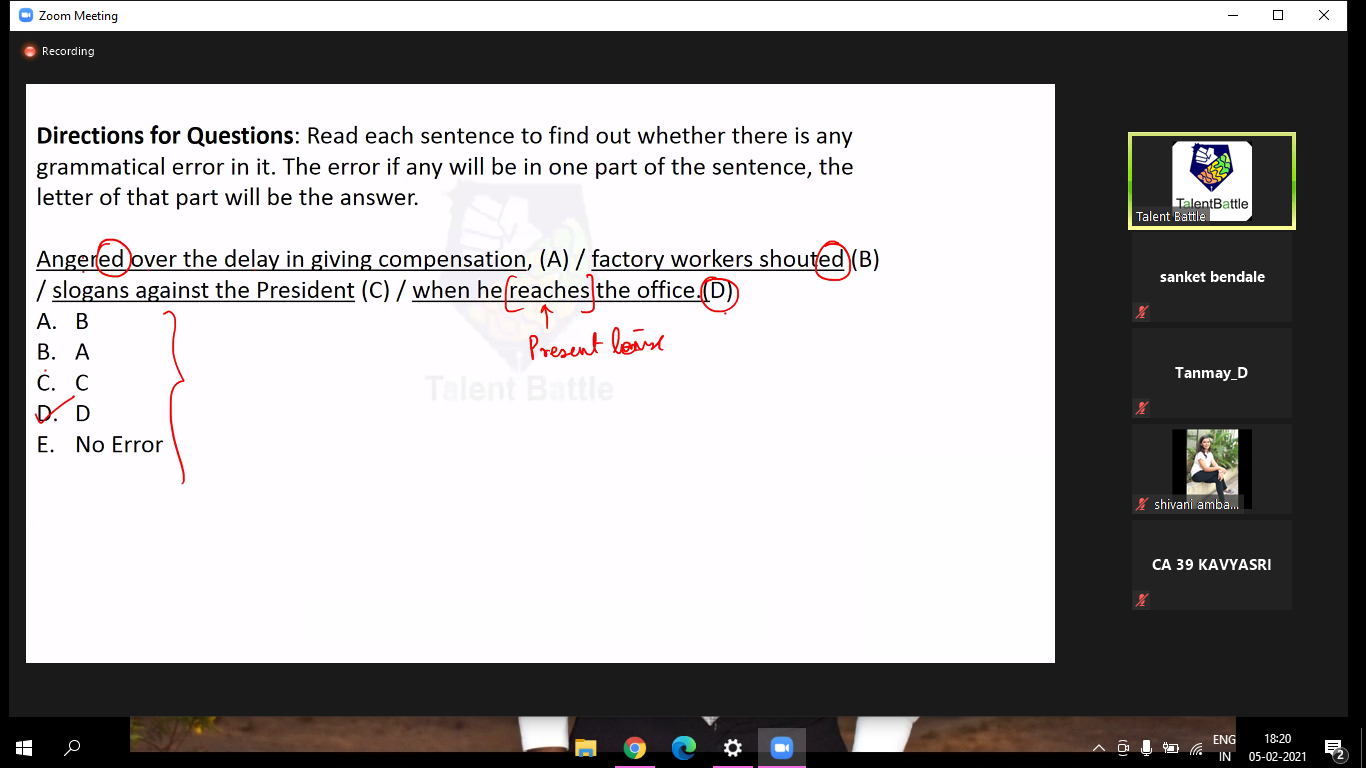 Zoom Meeting
Recording
Directions for Questions: Read each sentence to find out whether there is any
grammatical error in it. The error if any will be in one part of the sentence, the
letter of that part will be the answer.
Angered over the delay in giving compensation, (A) / factory workers shouted (B)
/ slogans against the President (C) / when he reaches the office.(D)
A. B
B. A
C. C
D. D
E. No Error
Present
Talent Battle
TalentBattle
Talent Battle
sanket bendale
Tanmay_D
shivani amba...
CA 39 KAVYASRI
ENG
IN
18:20
05-02-2021
2